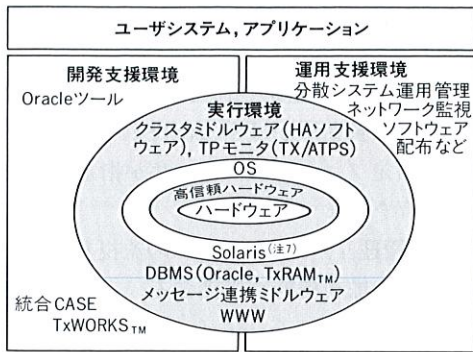 ユーザシステム，アプリケーション
開発支援環境
Oracleツール
運用支援環境
分散システム運用管理
ネットワーク監視
ソフトウェア
配布など
実行環境
クラスタミドルウェア(HAソフト
ウェア)，TPモニタ(TX/ATPS)
OS
高信頼ハードウェア
ハードウェア
Solaris(注7)
DBMS(Oracle, TxRAM™)
メッセージ連携ミドルウェア
WWW
統合CASE
TxWORKS™